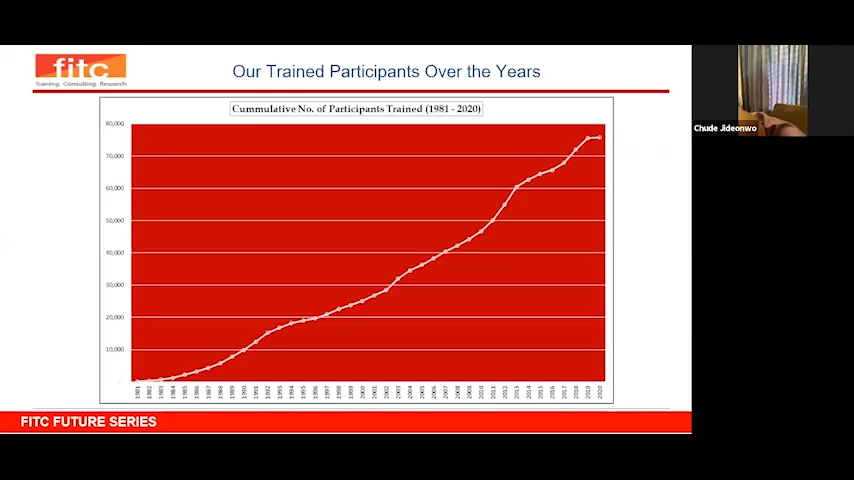 fitc
Training. Consulting. Research
Our Trained Participants Over the Years
Cummulative No. of Participants Trained (1981 - 2020)
80,000
70,000
60,000
50,000
40,000
30,000
20,000
10,000
-
1981 1982 1983 1984 1985 1986 1987 1988 1989 1990 1991 1992 1993 1994 1995 1996 1997 1998 1999 2000 2001 2002 2003 2004 2005 2006 2007 2008 2009 2010 2011 2012 2013 2014 2015 2016 2017 2018 2019 2020
FITC FUTURE SERIES
Chude Jideonwo